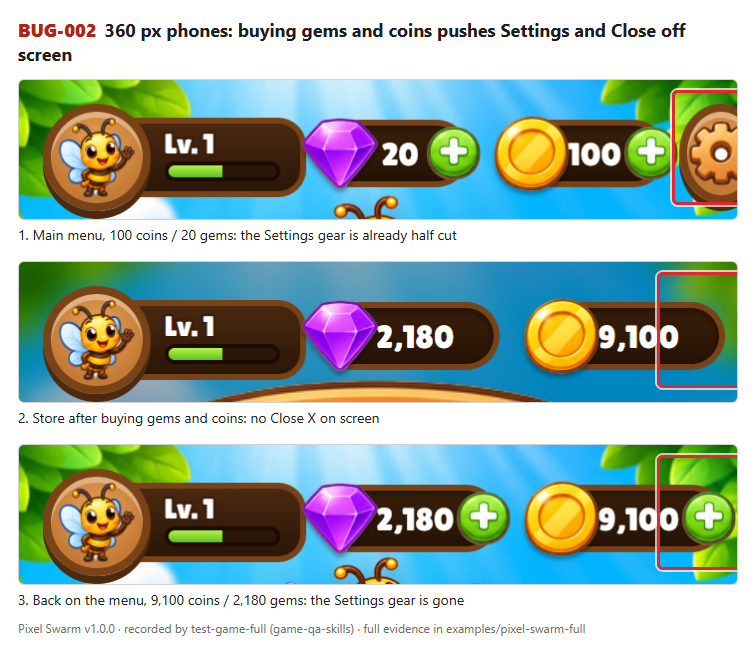 BUG-002 360 px phones: buying gems and coins pushes Settings and Close off
screen
Lv. 1 20 100
1. Main menu, 100 coins / 20 gems: the Settings gear is already half cut
Lv. 1 2,180 9,100
2. Store after buying gems and coins: no Close X on screen
Lv. 1 2,180 9,100
3. Back on the menu, 9,100 coins / 2,180 gems: the Settings gear is gone
Pixel Swarm v1.0.0 · recorded by test-game-full (game-qa-skills) · full evidence in examples/pixel-swarm-full